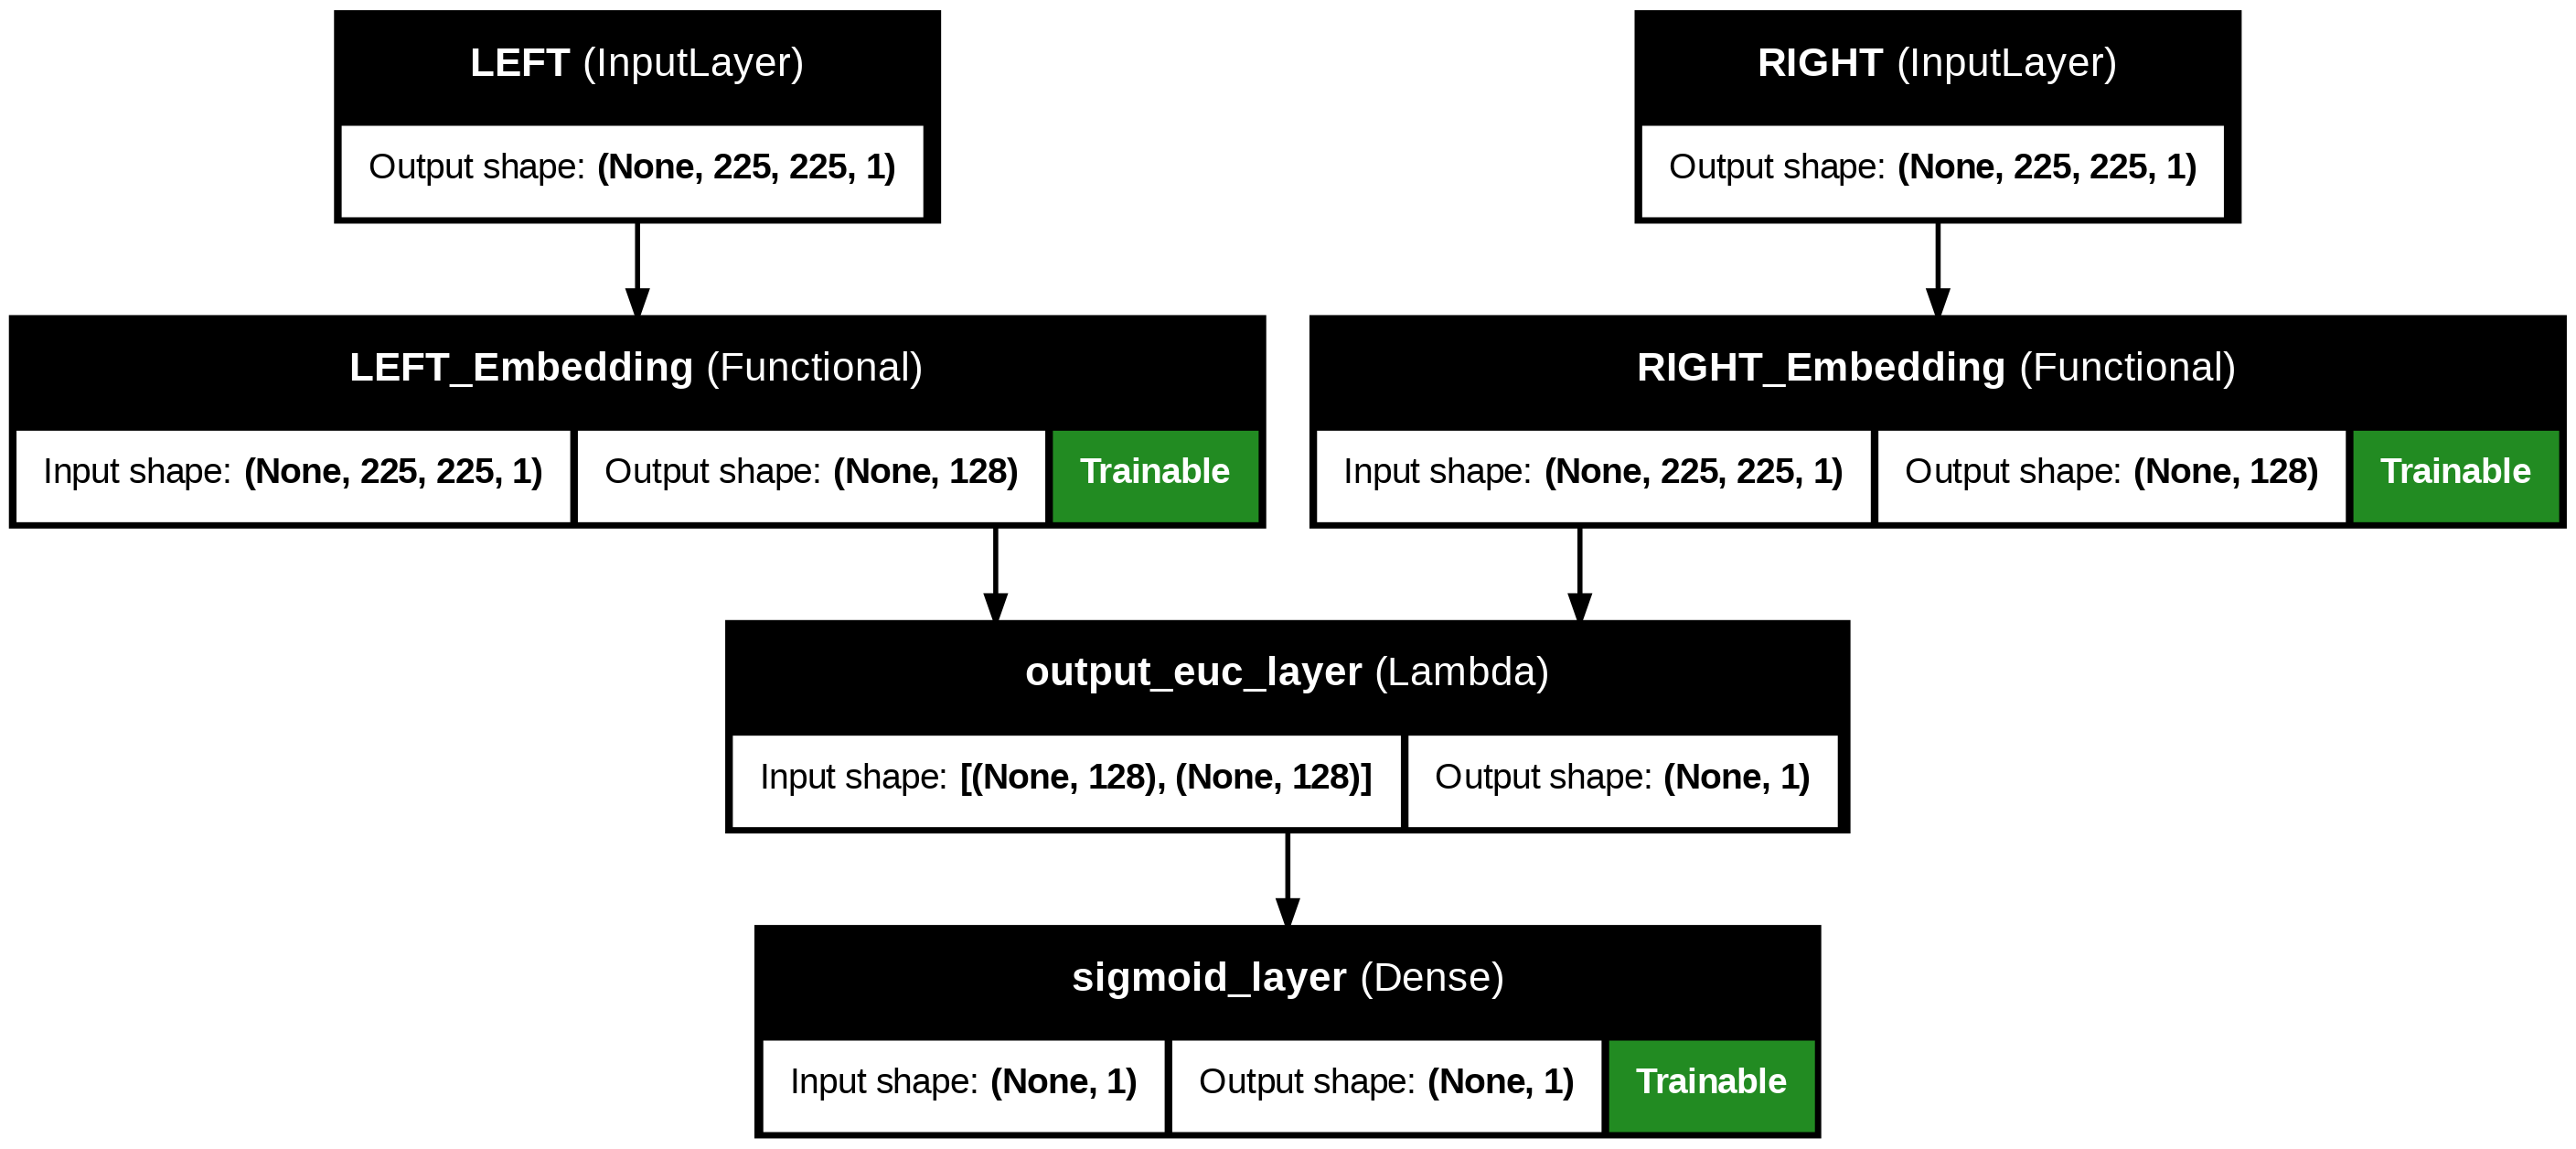 LEFT (InputLayer)
Output shape: (None, 225, 225, 1)
RIGHT (InputLayer)
Output shape: (None, 225, 225, 1)
LEFT_Embedding (Functional)
Input shape: (None, 225, 225, 1) Output shape: (None, 128) Trainable
RIGHT_Embedding (Functional)
Input shape: (None, 225, 225, 1) Output shape: (None, 128) Trainable
output_euc_layer (Lambda)
Input shape: [(None, 128), (None, 128)] Output shape: (None, 1)
sigmoid_layer (Dense)
Input shape: (None, 1) Output shape: (None, 1) Trainable